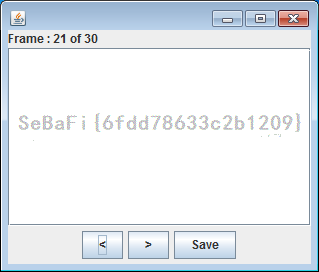 Frame : 21 of 30
SeBaFi{6fdd78633c2b1209}
< > Save